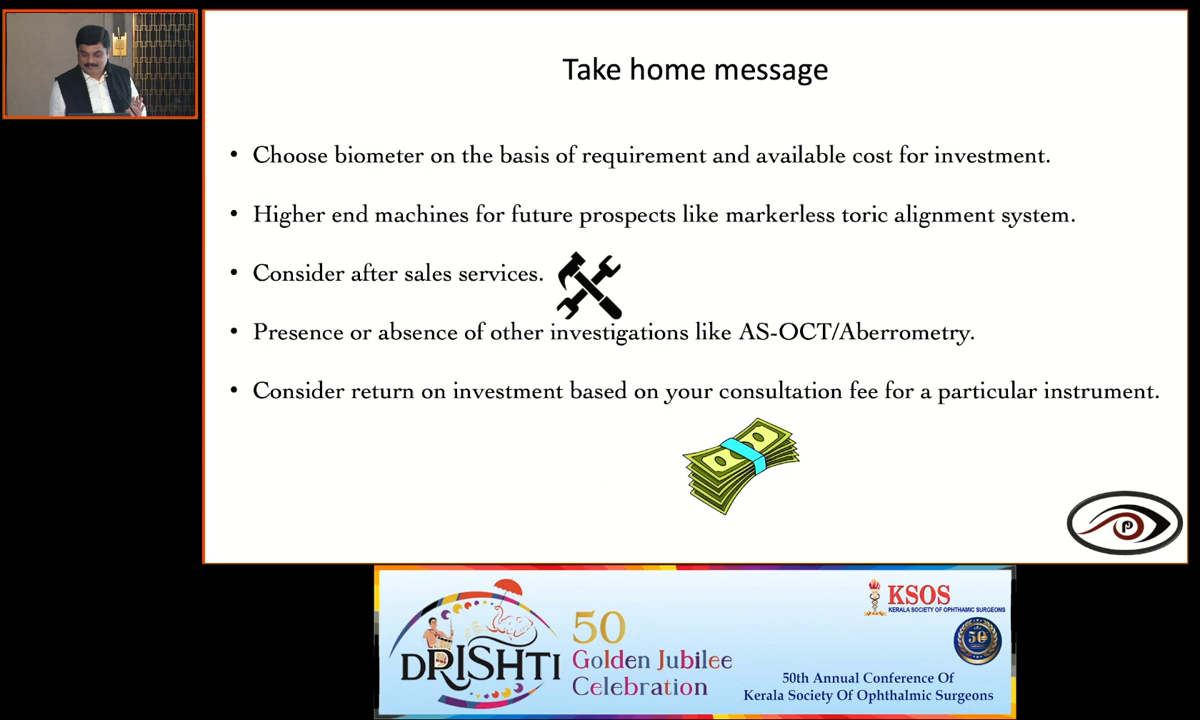 Take home message
• Choose biometer on the basis of requirement and available cost for investment.
• Higher end machines for future prospects like markerless toric alignment system.
• Consider after sales services.
• Presence or absence of other investigations like AS-OCT/Aberrometry.
• Consider return on investment based on your consultation fee for a particular instrument.
P
DRISHTI
50
Golden Jubilee
Celebration
KSOS
KERALA SOCIETY OF OPHTHAMIC SURGEONS
50
50th Annual Conference Of
Kerala Society Of Ophthalmic Surgeons